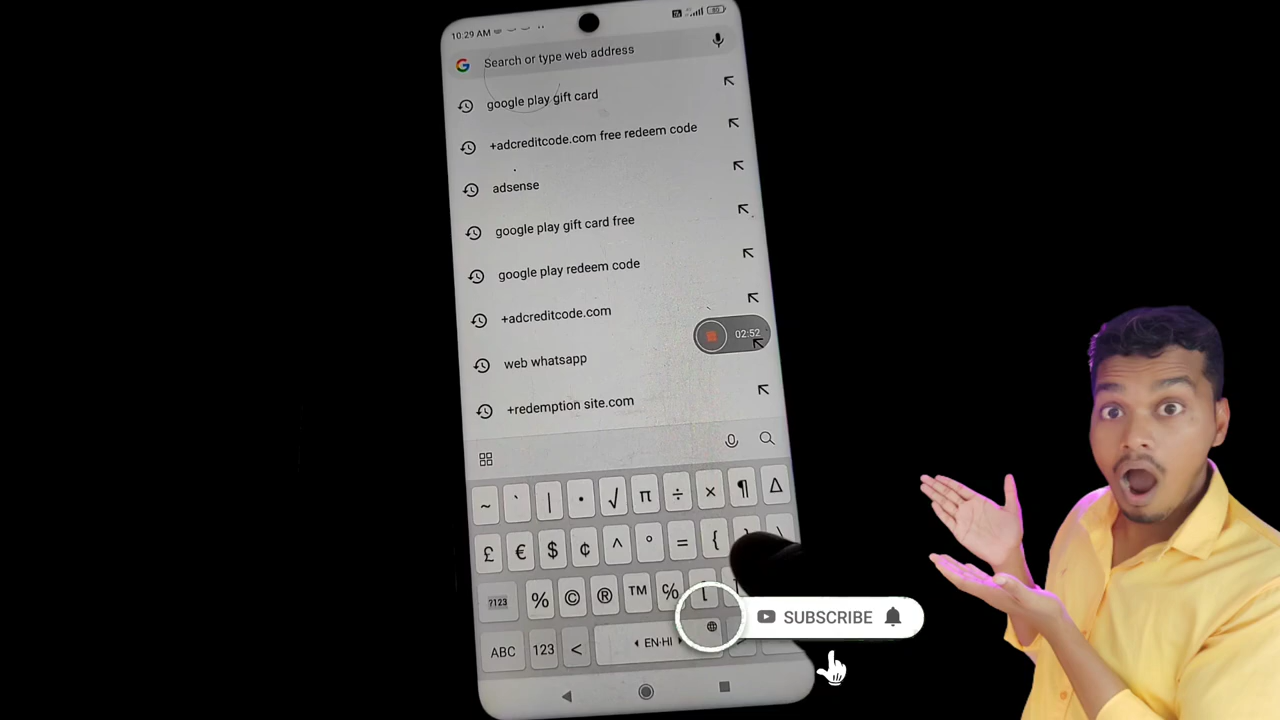 10:29 AM
Search or type web address
google play gift card
+adcreditcode.com free redeem code
adsense
google play gift card free
google play redeem code
+adcreditcode.com
02:52
web whatsapp
+redemption site.com
~ ` | • √ π ÷ × ¶ Δ
£ € $ ¢ ^ ° = {
?123 % © ® ™ ℅ [
ABC 123 < EN·HI
SUBSCRIBE